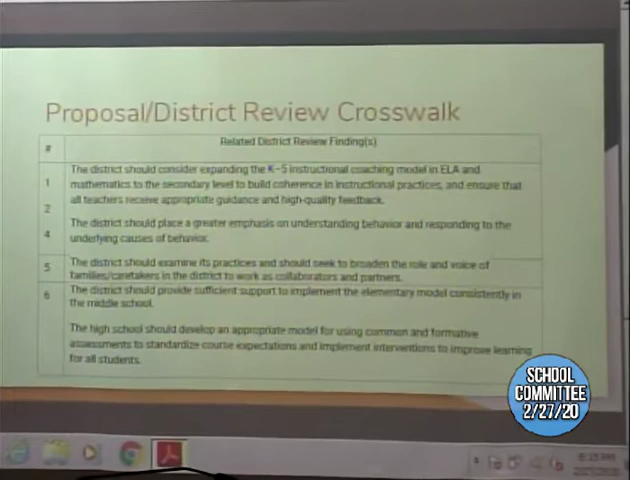 Proposal/District Review Crosswalk
# Related District Review Finding(s)
The district should consider expanding the K-5 instructional coaching model in ELA and
1 mathematics to the secondary level to build coherence in instructional practices, and ensure that
all teachers receive appropriate guidance and high-quality feedback.
2
The district should place a greater emphasis on understanding behavior and responding to the
4 underlying causes of behavior.
The district should examine its practices and should seek to broaden the role and voice of
5 families/caretakers in the district to work as collaborators and partners.
6 The district should provide sufficient support to implement the elementary model consistently in
the middle school.
The high school should develop an appropriate model for using common and formative
assessments to standardize course expectations and implement interventions to improve learning
for all students.
SCHOOL
COMMITTEE
2/27/20